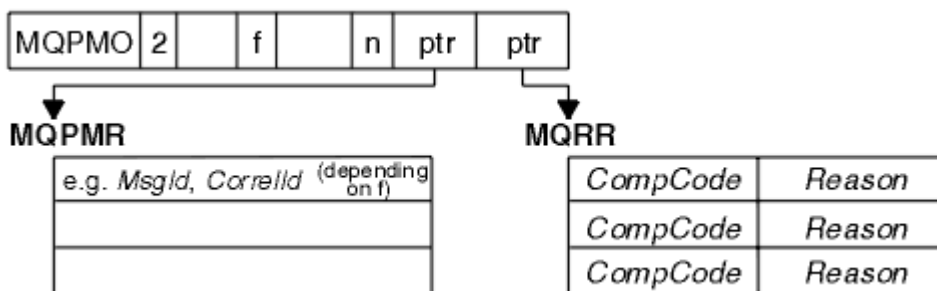 MQPMO 2 f n ptr ptr
MQPMR MQRR
e.g. MsgId, CorrelId (depending on f) CompCode Reason
CompCode Reason
CompCode Reason